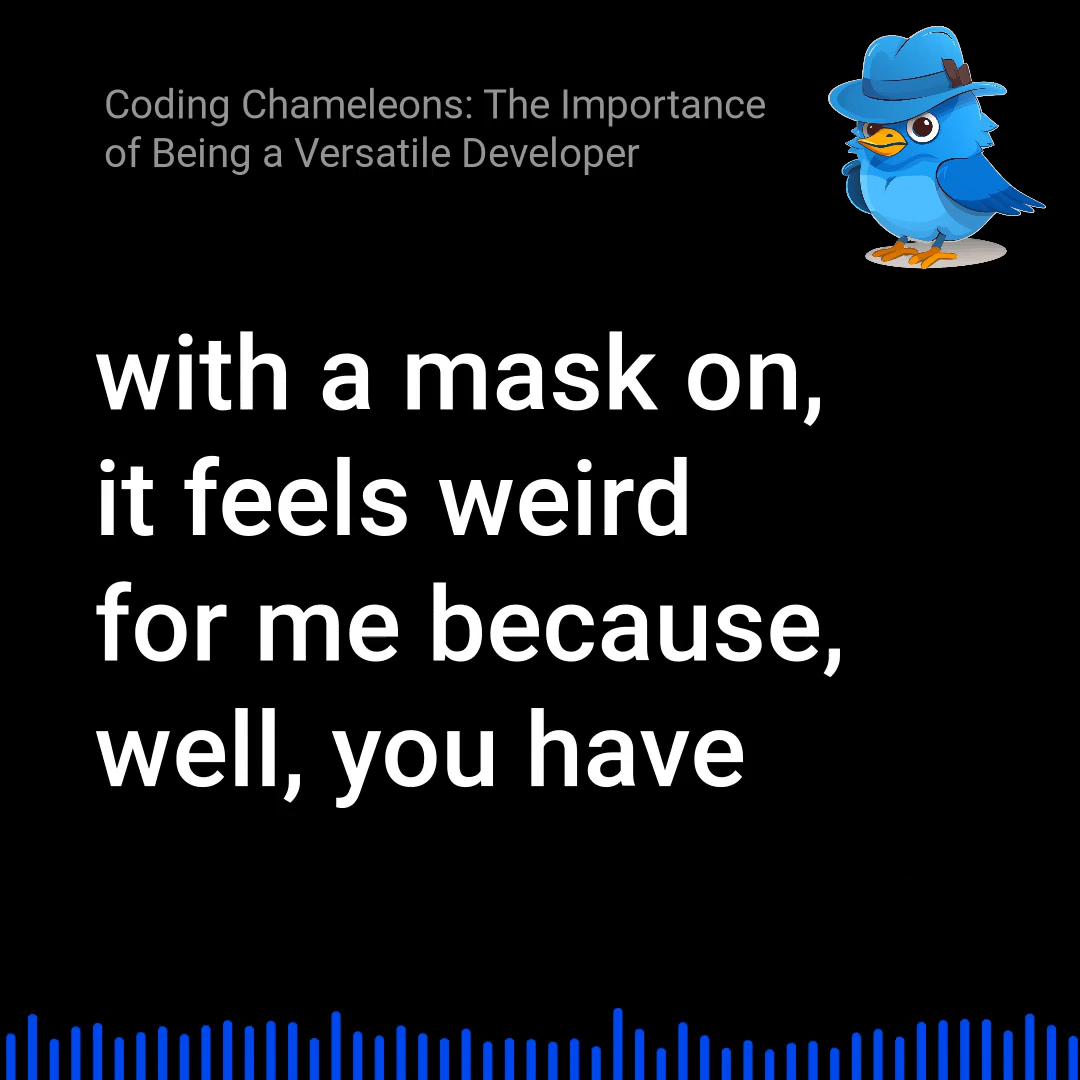 Coding Chameleons: The Importance
of Being a Versatile Developer
with a mask on,
it feels weird
for me because,
well, you have